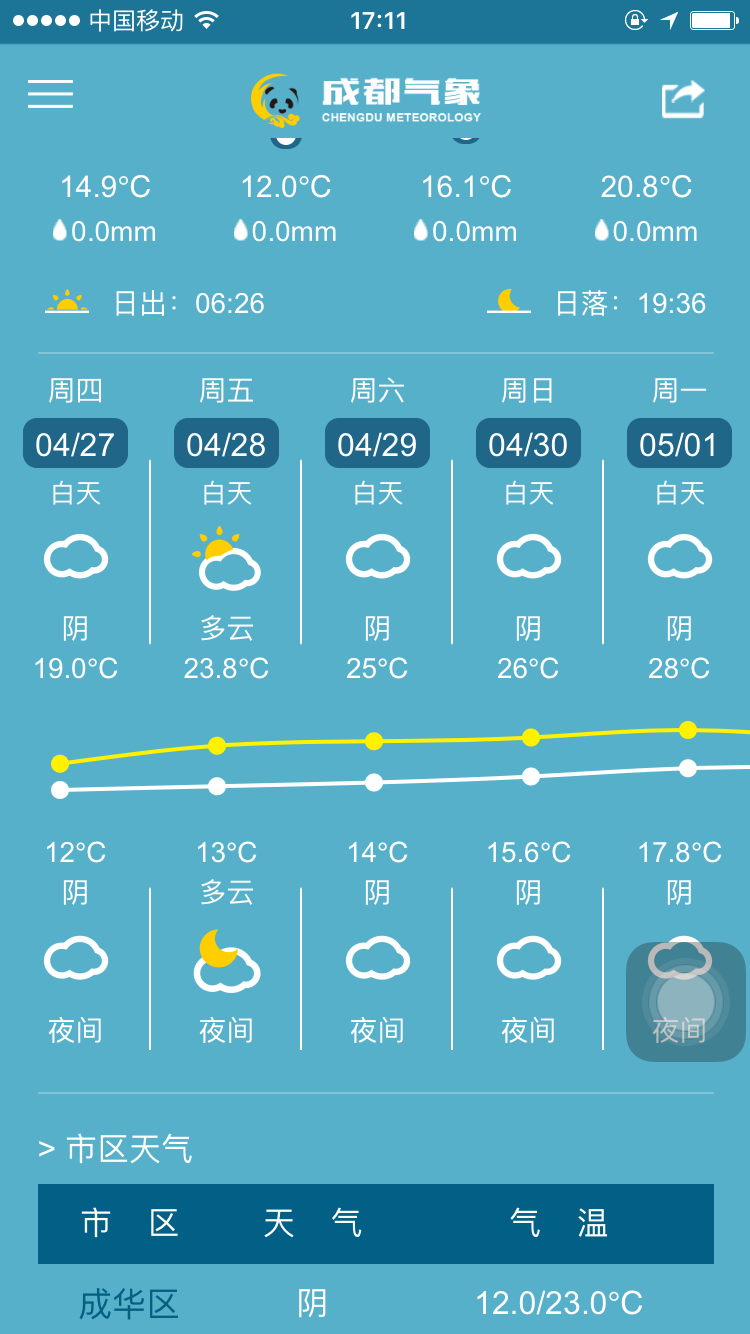 中国移动 17:11
成都气象
CHENGDU METEOROLOGY
14.9°C 12.0°C 16.1°C 20.8°C
0.0mm 0.0mm 0.0mm 0.0mm
日出：06:26 日落：19:36
周四 周五 周六 周日 周一
04/27 04/28 04/29 04/30 05/01
白天 白天 白天 白天 白天
阴 多云 阴 阴 阴
19.0°C 23.8°C 25°C 26°C 28°C
12°C 13°C 14°C 15.6°C 17.8°C
阴 多云 阴 阴 阴
夜间 夜间 夜间 夜间 夜间
> 市区天气
市区 天气 气温
成华区 阴 12.0/23.0°C